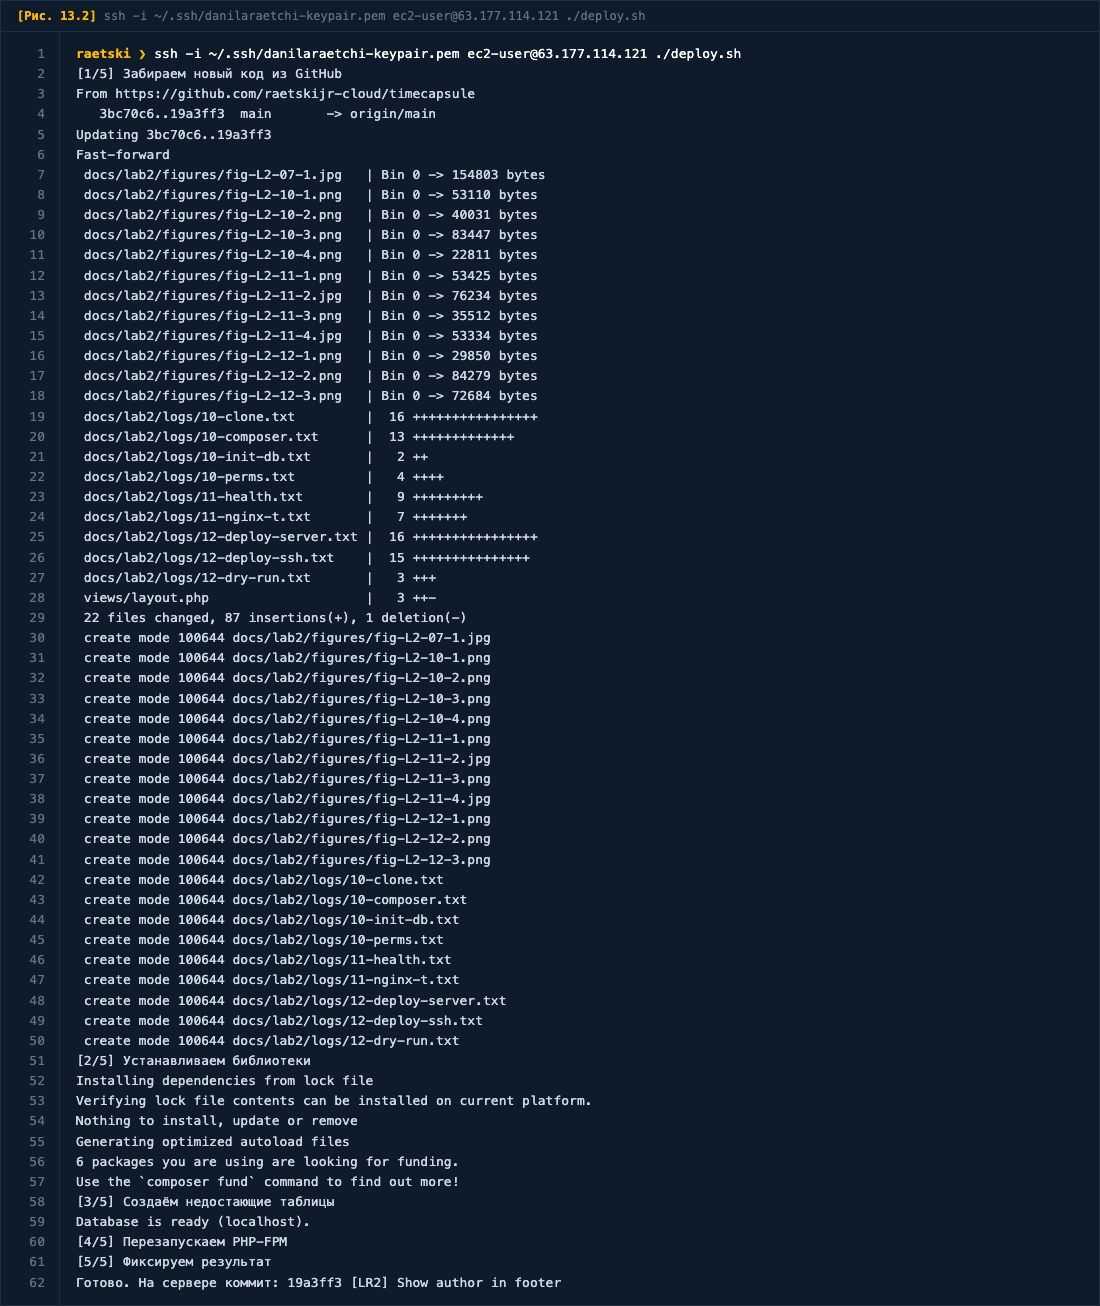 [Рис. 13.2] ssh -i ~/.ssh/danilaraetchi-keypair.pem ec2-user@63.177.114.121 ./deploy.sh
1 raetski ❯ ssh -i ~/.ssh/danilaraetchi-keypair.pem ec2-user@63.177.114.121 ./deploy.sh
2 [1/5] Забираем новый код из GitHub
3 From https://github.com/raetskijr-cloud/timecapsule
4    3bc70c6..19a3ff3  main       -> origin/main
5 Updating 3bc70c6..19a3ff3
6 Fast-forward
7  docs/lab2/figures/fig-L2-07-1.jpg   | Bin 0 -> 154803 bytes
8  docs/lab2/figures/fig-L2-10-1.png   | Bin 0 -> 53110 bytes
9  docs/lab2/figures/fig-L2-10-2.png   | Bin 0 -> 40031 bytes
10  docs/lab2/figures/fig-L2-10-3.png   | Bin 0 -> 83447 bytes
11  docs/lab2/figures/fig-L2-10-4.png   | Bin 0 -> 22811 bytes
12  docs/lab2/figures/fig-L2-11-1.png   | Bin 0 -> 53425 bytes
13  docs/lab2/figures/fig-L2-11-2.jpg   | Bin 0 -> 76234 bytes
14  docs/lab2/figures/fig-L2-11-3.png   | Bin 0 -> 35512 bytes
15  docs/lab2/figures/fig-L2-11-4.jpg   | Bin 0 -> 53334 bytes
16  docs/lab2/figures/fig-L2-12-1.png   | Bin 0 -> 29850 bytes
17  docs/lab2/figures/fig-L2-12-2.png   | Bin 0 -> 84279 bytes
18  docs/lab2/figures/fig-L2-12-3.png   | Bin 0 -> 72684 bytes
19  docs/lab2/logs/10-clone.txt         |  16 ++++++++++++++++
20  docs/lab2/logs/10-composer.txt      |  13 +++++++++++++
21  docs/lab2/logs/10-init-db.txt       |   2 ++
22  docs/lab2/logs/10-perms.txt         |   4 ++++
23  docs/lab2/logs/11-health.txt        |   9 +++++++++
24  docs/lab2/logs/11-nginx-t.txt       |   7 +++++++
25  docs/lab2/logs/12-deploy-server.txt |  16 ++++++++++++++++
26  docs/lab2/logs/12-deploy-ssh.txt    |  15 +++++++++++++++
27  docs/lab2/logs/12-dry-run.txt       |   3 +++
28  views/layout.php                    |   3 ++-
29  22 files changed, 87 insertions(+), 1 deletion(-)
30  create mode 100644 docs/lab2/figures/fig-L2-07-1.jpg
31  create mode 100644 docs/lab2/figures/fig-L2-10-1.png
32  create mode 100644 docs/lab2/figures/fig-L2-10-2.png
33  create mode 100644 docs/lab2/figures/fig-L2-10-3.png
34  create mode 100644 docs/lab2/figures/fig-L2-10-4.png
35  create mode 100644 docs/lab2/figures/fig-L2-11-1.png
36  create mode 100644 docs/lab2/figures/fig-L2-11-2.jpg
37  create mode 100644 docs/lab2/figures/fig-L2-11-3.png
38  create mode 100644 docs/lab2/figures/fig-L2-11-4.jpg
39  create mode 100644 docs/lab2/figures/fig-L2-12-1.png
40  create mode 100644 docs/lab2/figures/fig-L2-12-2.png
41  create mode 100644 docs/lab2/figures/fig-L2-12-3.png
42  create mode 100644 docs/lab2/logs/10-clone.txt
43  create mode 100644 docs/lab2/logs/10-composer.txt
44  create mode 100644 docs/lab2/logs/10-init-db.txt
45  create mode 100644 docs/lab2/logs/10-perms.txt
46  create mode 100644 docs/lab2/logs/11-health.txt
47  create mode 100644 docs/lab2/logs/11-nginx-t.txt
48  create mode 100644 docs/lab2/logs/12-deploy-server.txt
49  create mode 100644 docs/lab2/logs/12-deploy-ssh.txt
50  create mode 100644 docs/lab2/logs/12-dry-run.txt
51 [2/5] Устанавливаем библиотеки
52 Installing dependencies from lock file
53 Verifying lock file contents can be installed on current platform.
54 Nothing to install, update or remove
55 Generating optimized autoload files
56 6 packages you are using are looking for funding.
57 Use the `composer fund` command to find out more!
58 [3/5] Создаём недостающие таблицы
59 Database is ready (localhost).
60 [4/5] Перезапускаем PHP-FPM
61 [5/5] Фиксируем результат
62 Готово. На сервере коммит: 19a3ff3 [LR2] Show author in footer